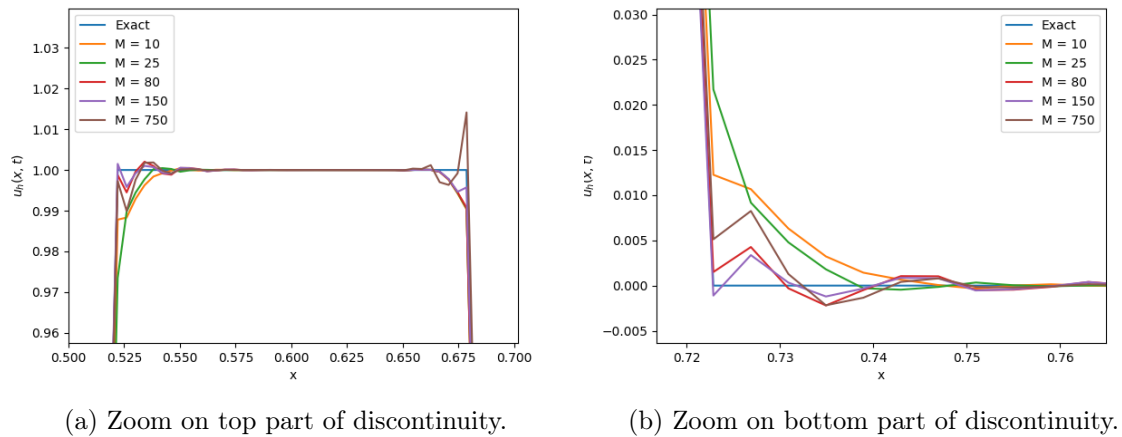 1.03
1.02
1.01
1.00
0.99
0.98
0.97
0.96
u_h(x, t)
Exact
M = 10
M = 25
M = 80
M = 150
M = 750
0.500 0.525 0.550 0.575 0.600 0.625 0.650 0.675 0.700
x
(a) Zoom on top part of discontinuity.
0.030
0.025
0.020
0.015
0.010
0.005
0.000
−0.005
u_h(x, t)
Exact
M = 10
M = 25
M = 80
M = 150
M = 750
0.72 0.73 0.74 0.75 0.76
x
(b) Zoom on bottom part of discontinuity.